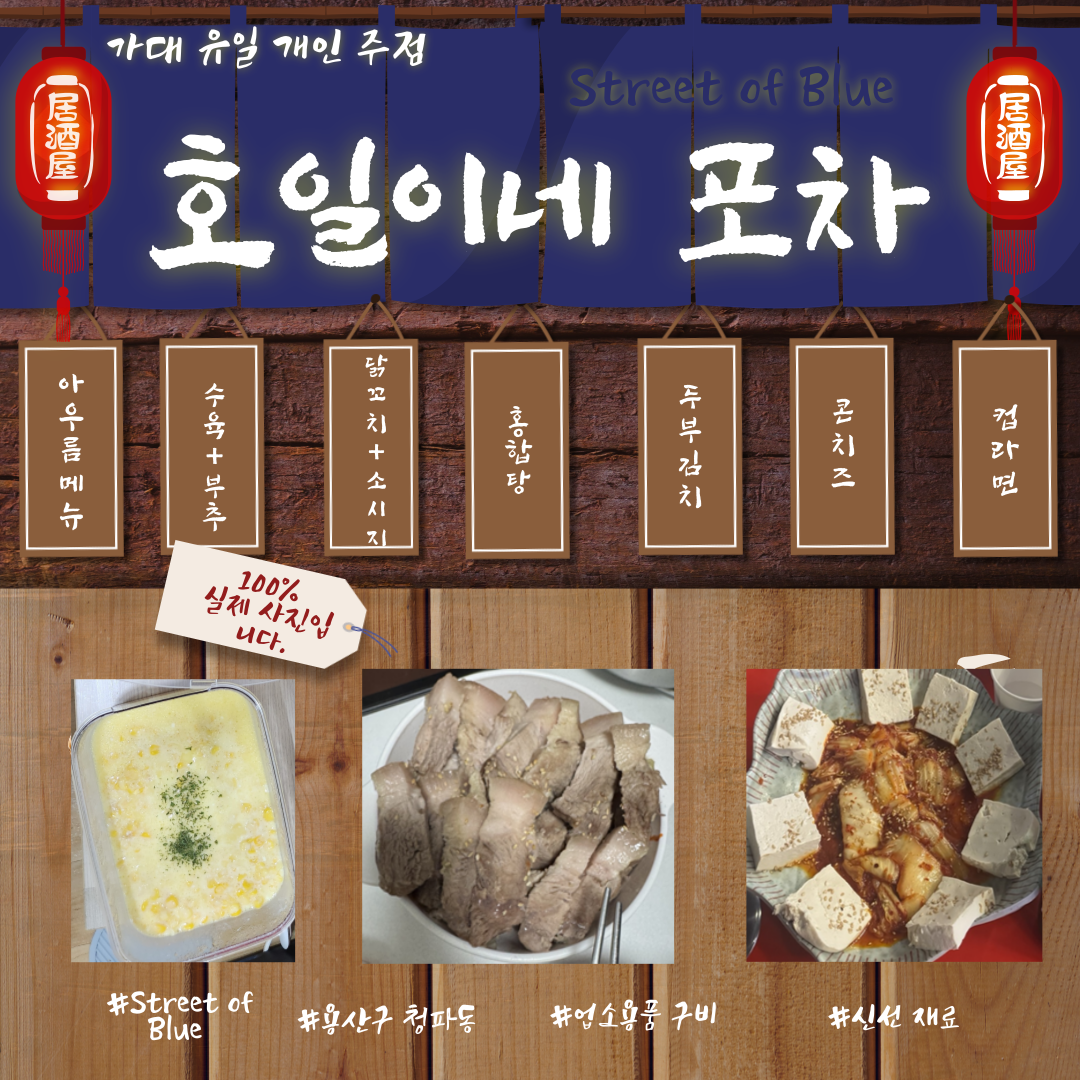 가대 유일 개인 주점
Street of Blue
호일이네 포차
居酒屋
居酒屋
아우름메뉴
수육+부추
닭꼬치+소시지
홍합탕
두부김치
콘치즈
컵라면
100%
실제 사진입
니다.
#Street of
Blue
#용산구 청파동
#업소용품 구비
#신선 재료